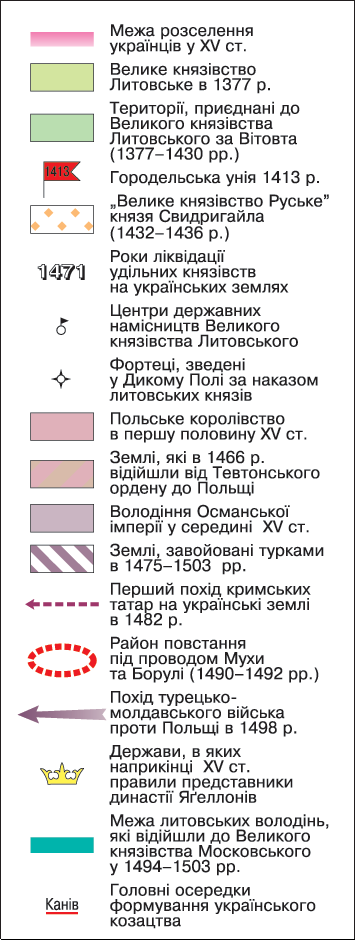 Межа розселення
українців у XV ст.
Велике князівство
Литовське в 1377 р.
Території, приєднані до
Великого князівства
Литовського за Вітовта
(1377–1430 рр.)
1413
Городельська унія 1413 р.
„Велике князівство Руське”
князя Свидригайла
(1432–1436 р.)
1471
Роки ліквідації
удільних князівств
на українських землях
Центри державних
намісництв Великого
князівства Литовського
Фортеці, зведені
у Дикому Полі за наказом
литовських князів
Польське королівство
в першу половину XV ст.
Землі, які в 1466 р.
відійшли від Тевтонського
ордену до Польщі
Володіння Османської
імперії у середині XV ст.
Землі, завойовані турками
в 1475–1503 рр.
Перший похід кримських
татар на українські землі
в 1482 р.
Район повстання
під проводом Мухи
та Борулі (1490–1492 рр.)
Похід турецько-
молдавського війська
проти Польщі в 1498 р.
Держави, в яких
наприкінці XV ст.
правили представники
династії Яґеллонів
Межа литовських володінь,
які відійшли до Великого
князівства Московського
у 1494–1503 рр.
Канів
Головні осередки
формування українського
козацтва